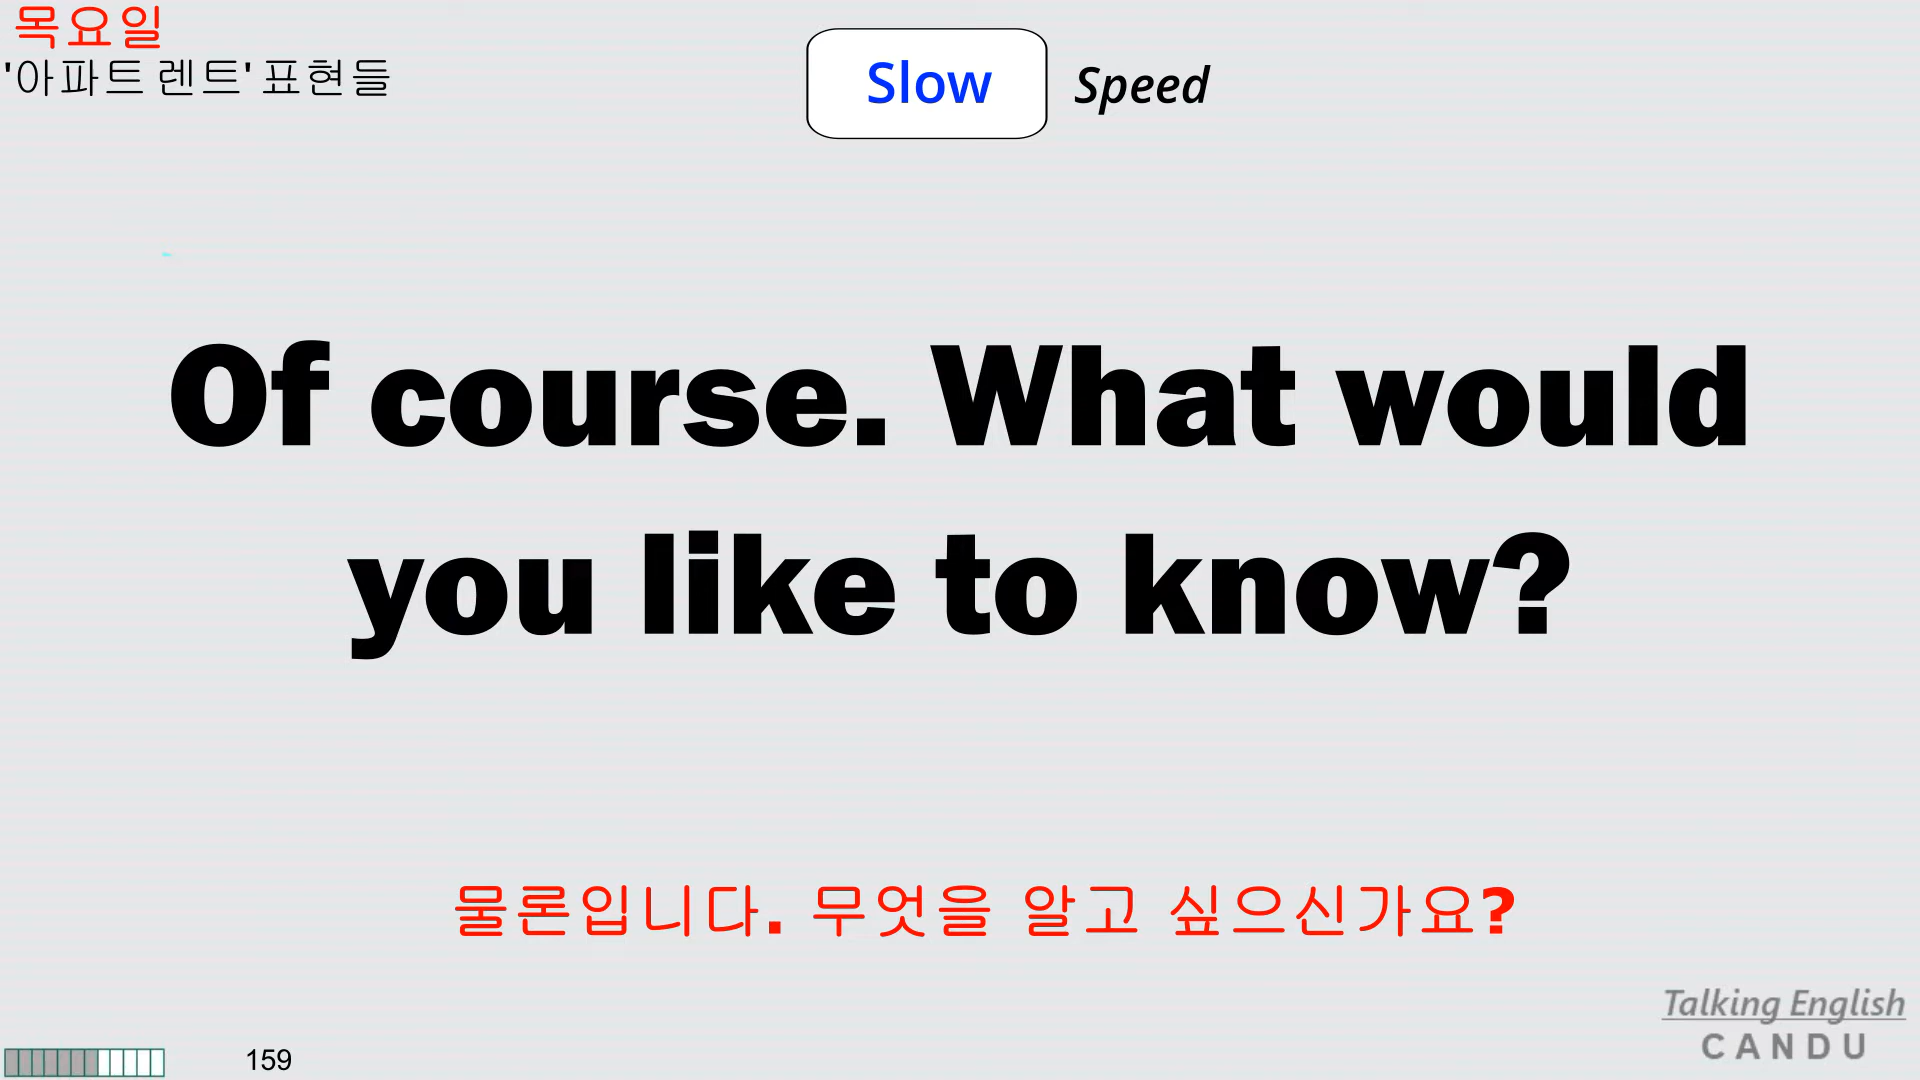 목요일
'아파트 렌트' 표현들
Slow Speed
Of course. What would
you like to know?
물론입니다. 무엇을 알고 싶으신가요?
Talking English
CANDU
159